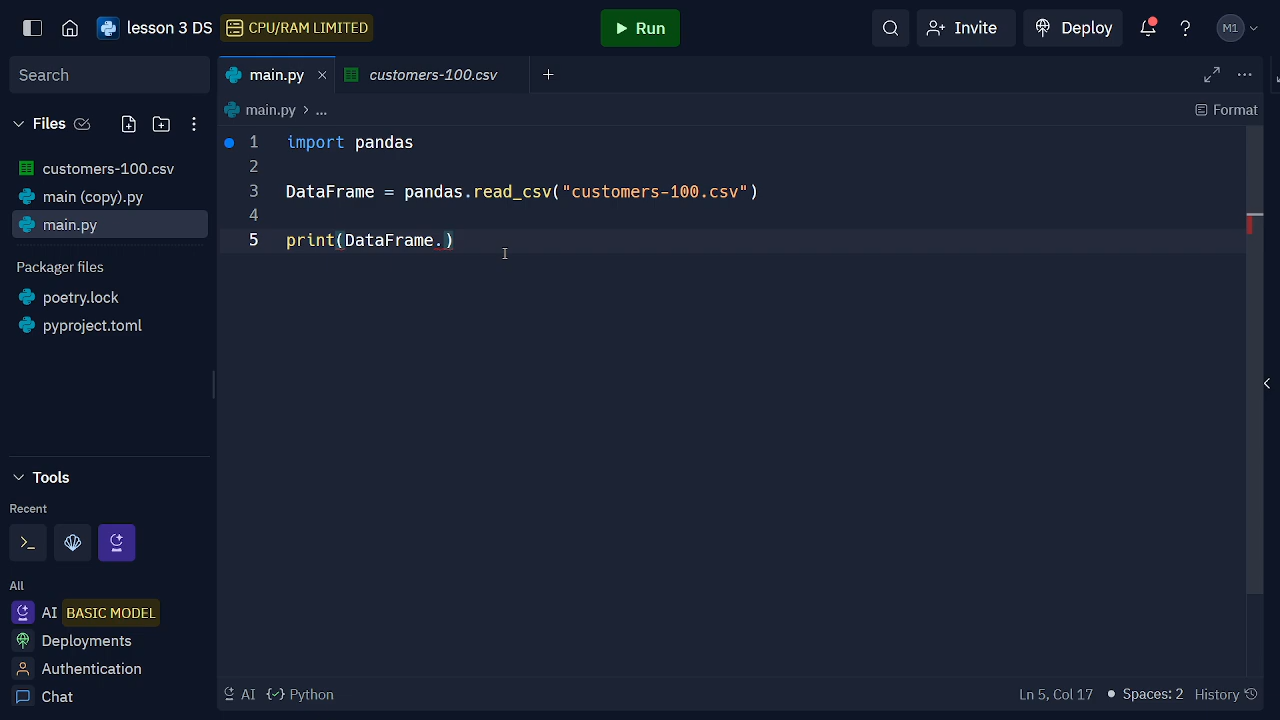 lesson 3 DS CPU/RAM LIMITED Run Invite Deploy M1
Search
main.py customers-100.csv
Files
main.py > ... Format
customers-100.csv
main (copy).py
main.py
Packager files
poetry.lock
pyproject.toml
1 import pandas
2
3 DataFrame = pandas.read_csv("customers-100.csv")
4
5 print(DataFrame.)
Tools
Recent
All
AI BASIC MODEL
Deployments
Authentication
Chat
AI Python Ln 5, Col 17 Spaces: 2 History